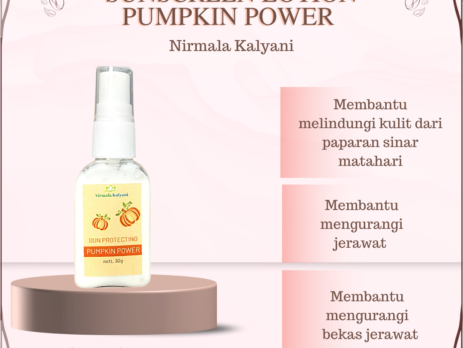 SUNSCREEN LOTION
PUMPKIN POWER
Nirmala Kalyani
Membantu
melindungi kulit dari
paparan sinar
matahari
Membantu
mengurangi
jerawat
Membantu
mengurangi
bekas jerawat
Nirmala Kalyani
SUN PROTECTING
PUMPKIN POWER
nett. 30g